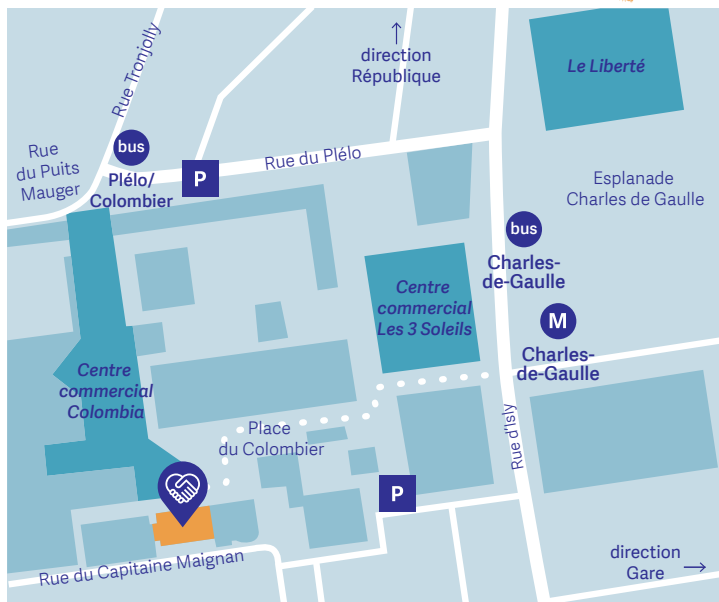 direction
République
Rue Tronjolly
Le Liberté
bus
Rue
du Puits
Mauger
Plélo/
Colombier
P
Rue du Plélo
Esplanade
Charles de Gaulle
bus
Charles-
de-Gaulle
Centre
commercial
Les 3 Soleils
M
Charles-
de-Gaulle
Centre
commercial
Colombia
Place
du Colombier
Rue d'Isly
P
Rue du Capitaine Maignan
direction
Gare